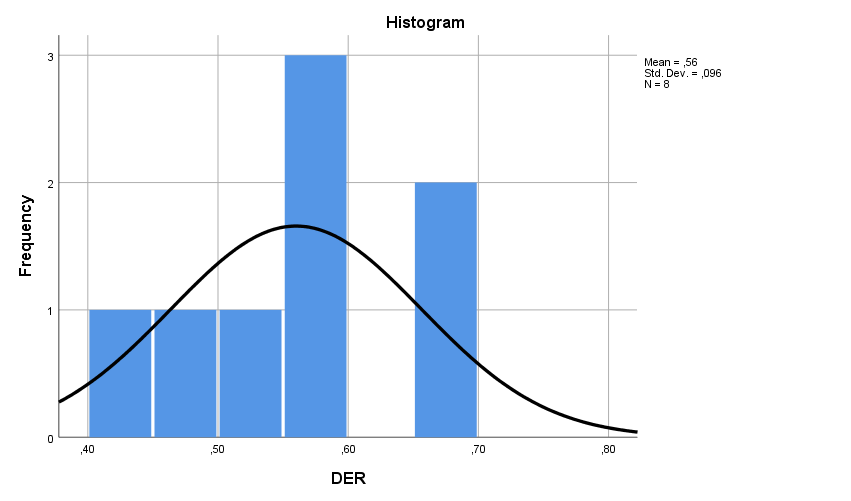 Histogram
Mean = ,56
Std. Dev. = ,096
N = 8
3
2
1
0
Frequency
,40
,50
,60
,70
,80
DER